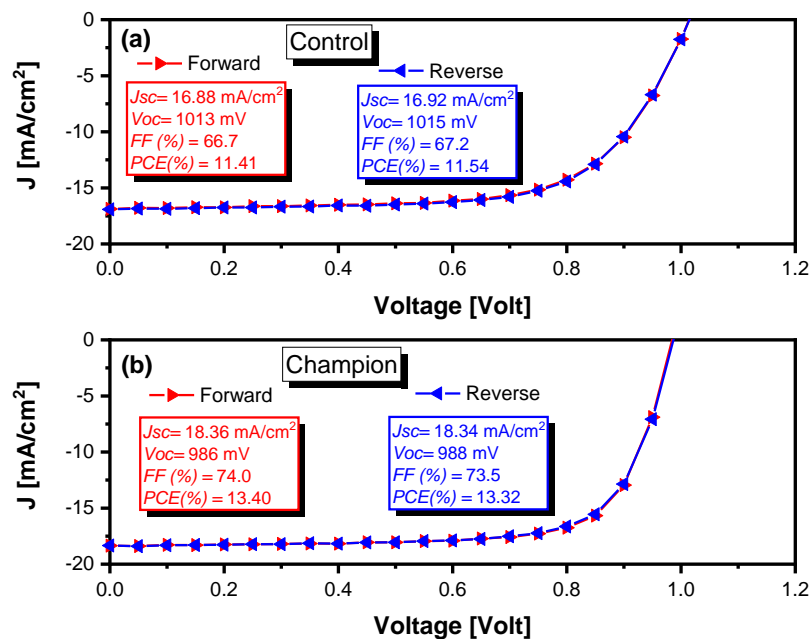 (a)
Control
Forward
Reverse
Jsc= 16.88 mA/cm²
Voc= 1013 mV
FF (%) = 66.7
PCE(%) = 11.41
Jsc= 16.92 mA/cm²
Voc= 1015 mV
FF (%) = 67.2
PCE(%) = 11.54
J [mA/cm²]
0
-5
-10
-15
-20
0.0 0.2 0.4 0.6 0.8 1.0 1.2
Voltage [Volt]
(b)
Champion
Forward
Reverse
Jsc= 18.36 mA/cm²
Voc= 986 mV
FF (%) = 74.0
PCE(%) = 13.40
Jsc= 18.34 mA/cm²
Voc= 988 mV
FF (%) = 73.5
PCE(%) = 13.32
J [mA/cm²]
0
-5
-10
-15
-20
0.0 0.2 0.4 0.6 0.8 1.0 1.2
Voltage [Volt]